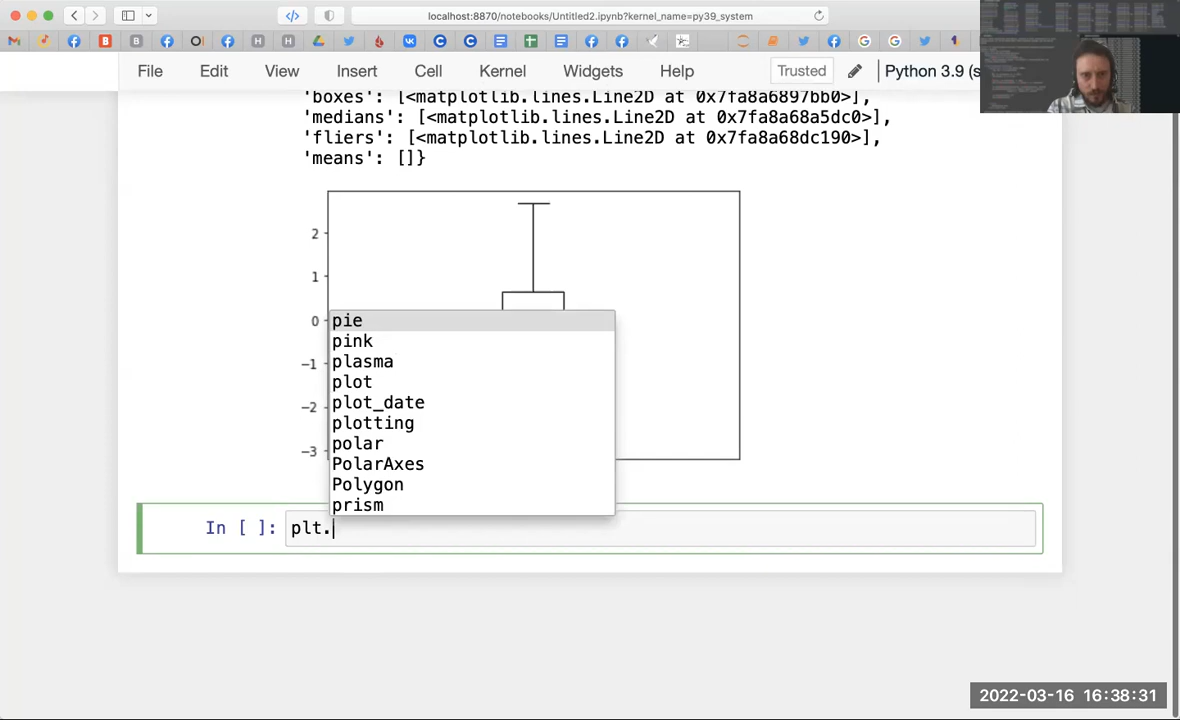 localhost:8870/notebooks/Untitled2.ipynb?kernel_name=py39_system
File Edit View Insert Cell Kernel Widgets Help Trusted Python 3.9 (s
'boxes': [<matplotlib.lines.Line2D at 0x7fa8a6897bb0>],
'medians': [<matplotlib.lines.Line2D at 0x7fa8a68a5dc0>],
'fliers': [<matplotlib.lines.Line2D at 0x7fa8a68dc190>],
'means': []}
2
1
0
−1
−2
−3
pie
pink
plasma
plot
plot_date
plotting
polar
PolarAxes
Polygon
prism
In [ ]: plt.
2022-03-16 16:38:31